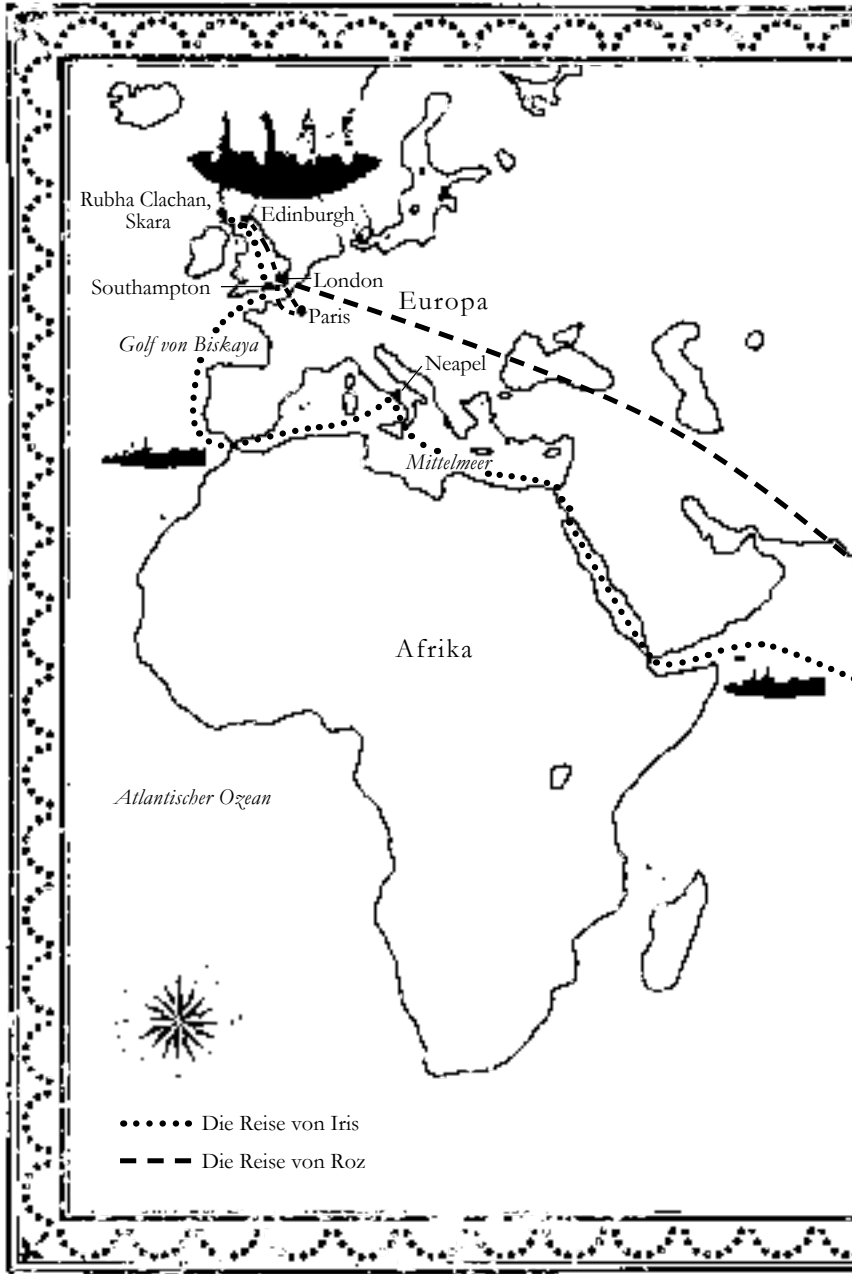 Rubha Clachan,
Skara
Edinburgh
Southampton
London
Europa
Paris
Golf von Biskaya
Neapel
Mittelmeer
Afrika
Atlantischer Ozean
Die Reise von Iris
Die Reise von Roz